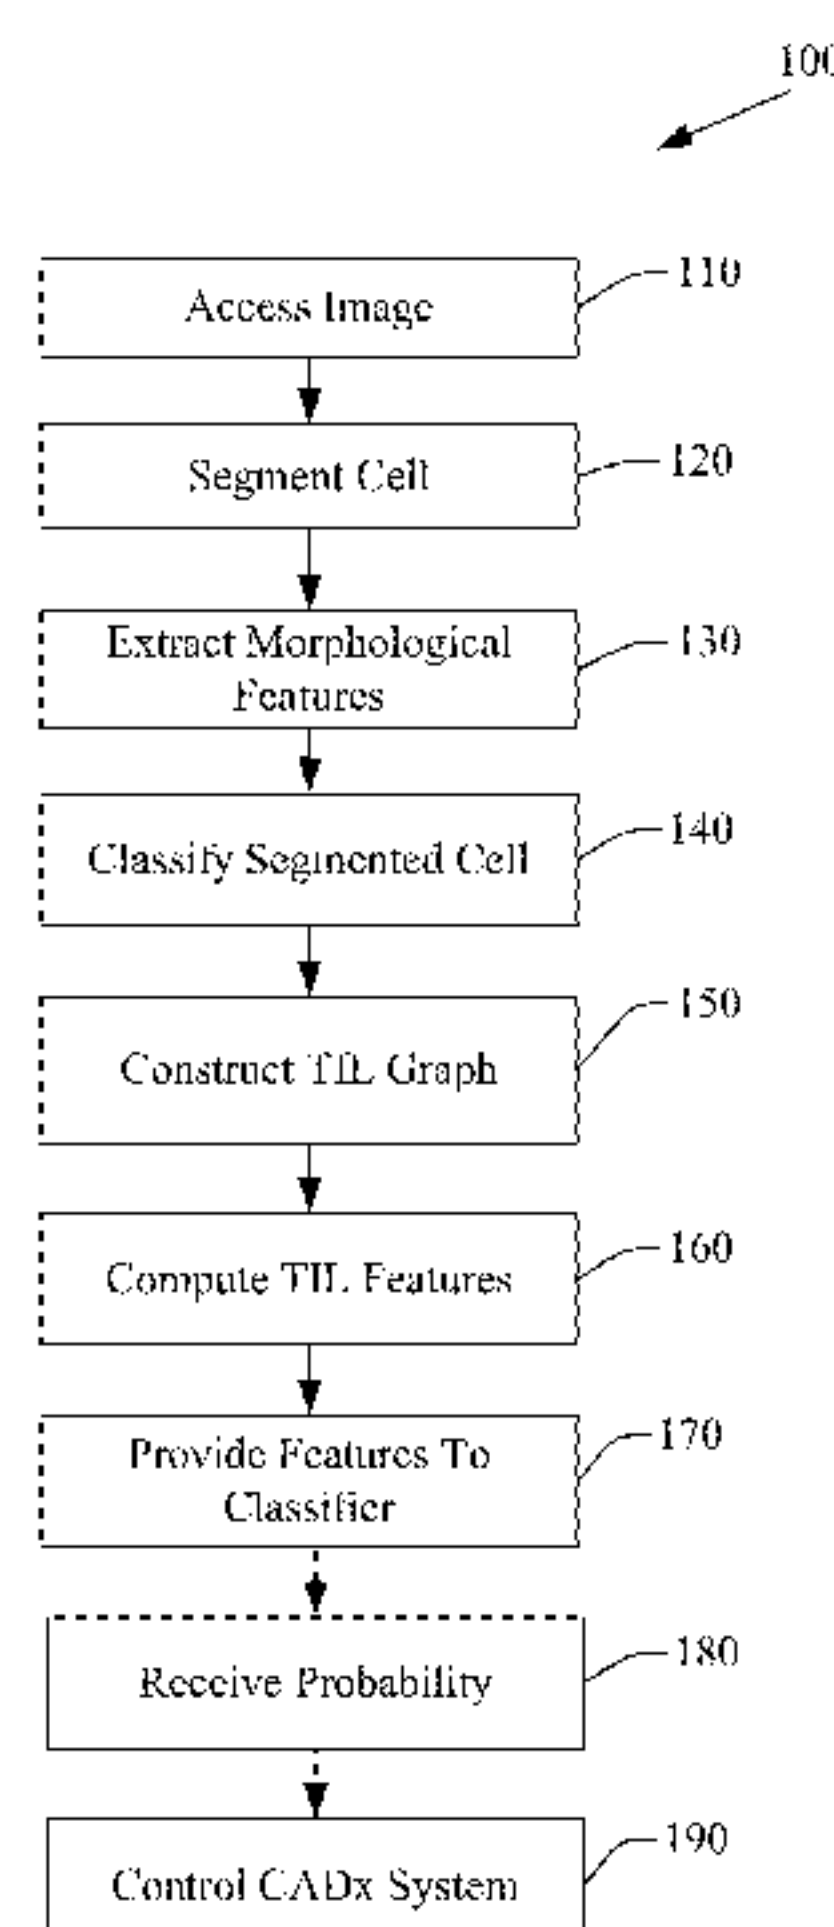 100
Access Image
110
Segment Cell
120
Extract Morphological
Features
130
Classify Segmented Cell
140
Construct TIL Graph
150
Compute TIL Features
160
Provide Features To
Classifier
170
Receive Probability
180
Control CADx System
190